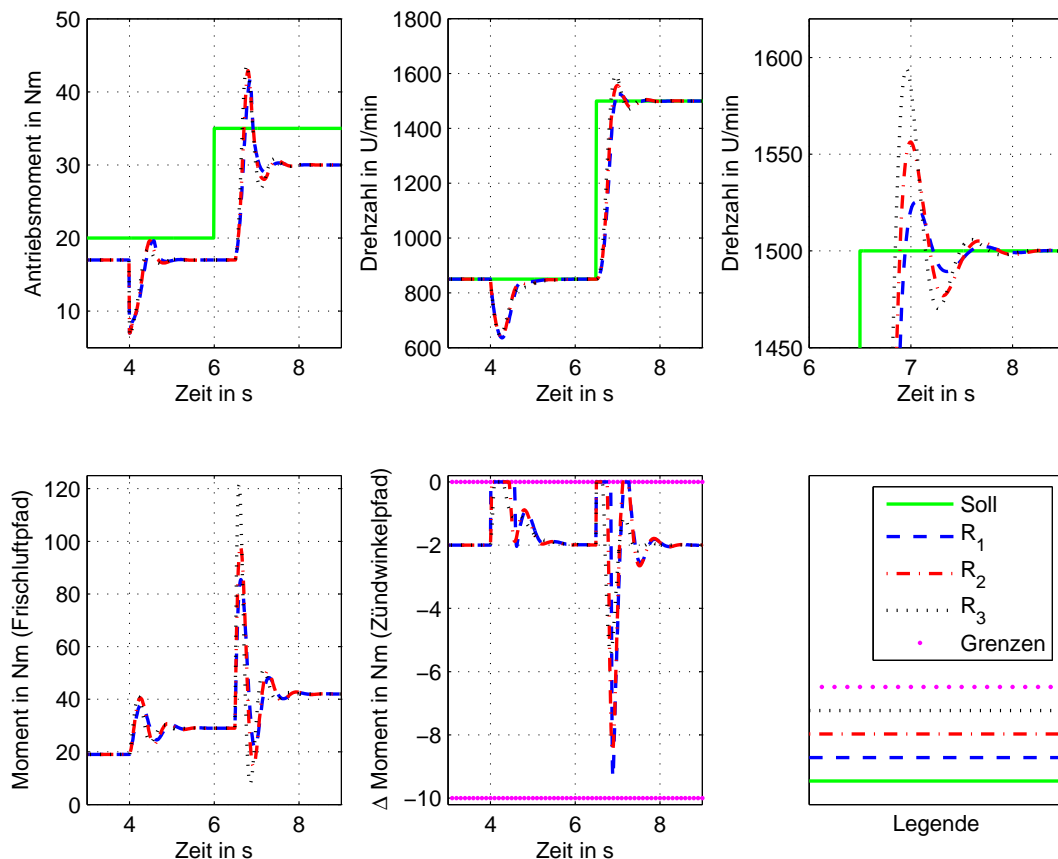 50
40
30
20
10
4 6 8
Antriebsmoment in Nm
Zeit in s
1800
1600
1400
1200
1000
800
600
4 6 8
Drehzahl in U/min
Zeit in s
1600
1550
1500
1450
6 7 8
Drehzahl in U/min
Zeit in s
120
100
80
60
40
20
0
4 6 8
Moment in Nm (Frischluftpfad)
Zeit in s
0
−2
−4
−6
−8
−10
4 6 8
Δ Moment in Nm (Zündwinkelpfad)
Zeit in s
Soll
R1
R2
R3
Grenzen
Legende